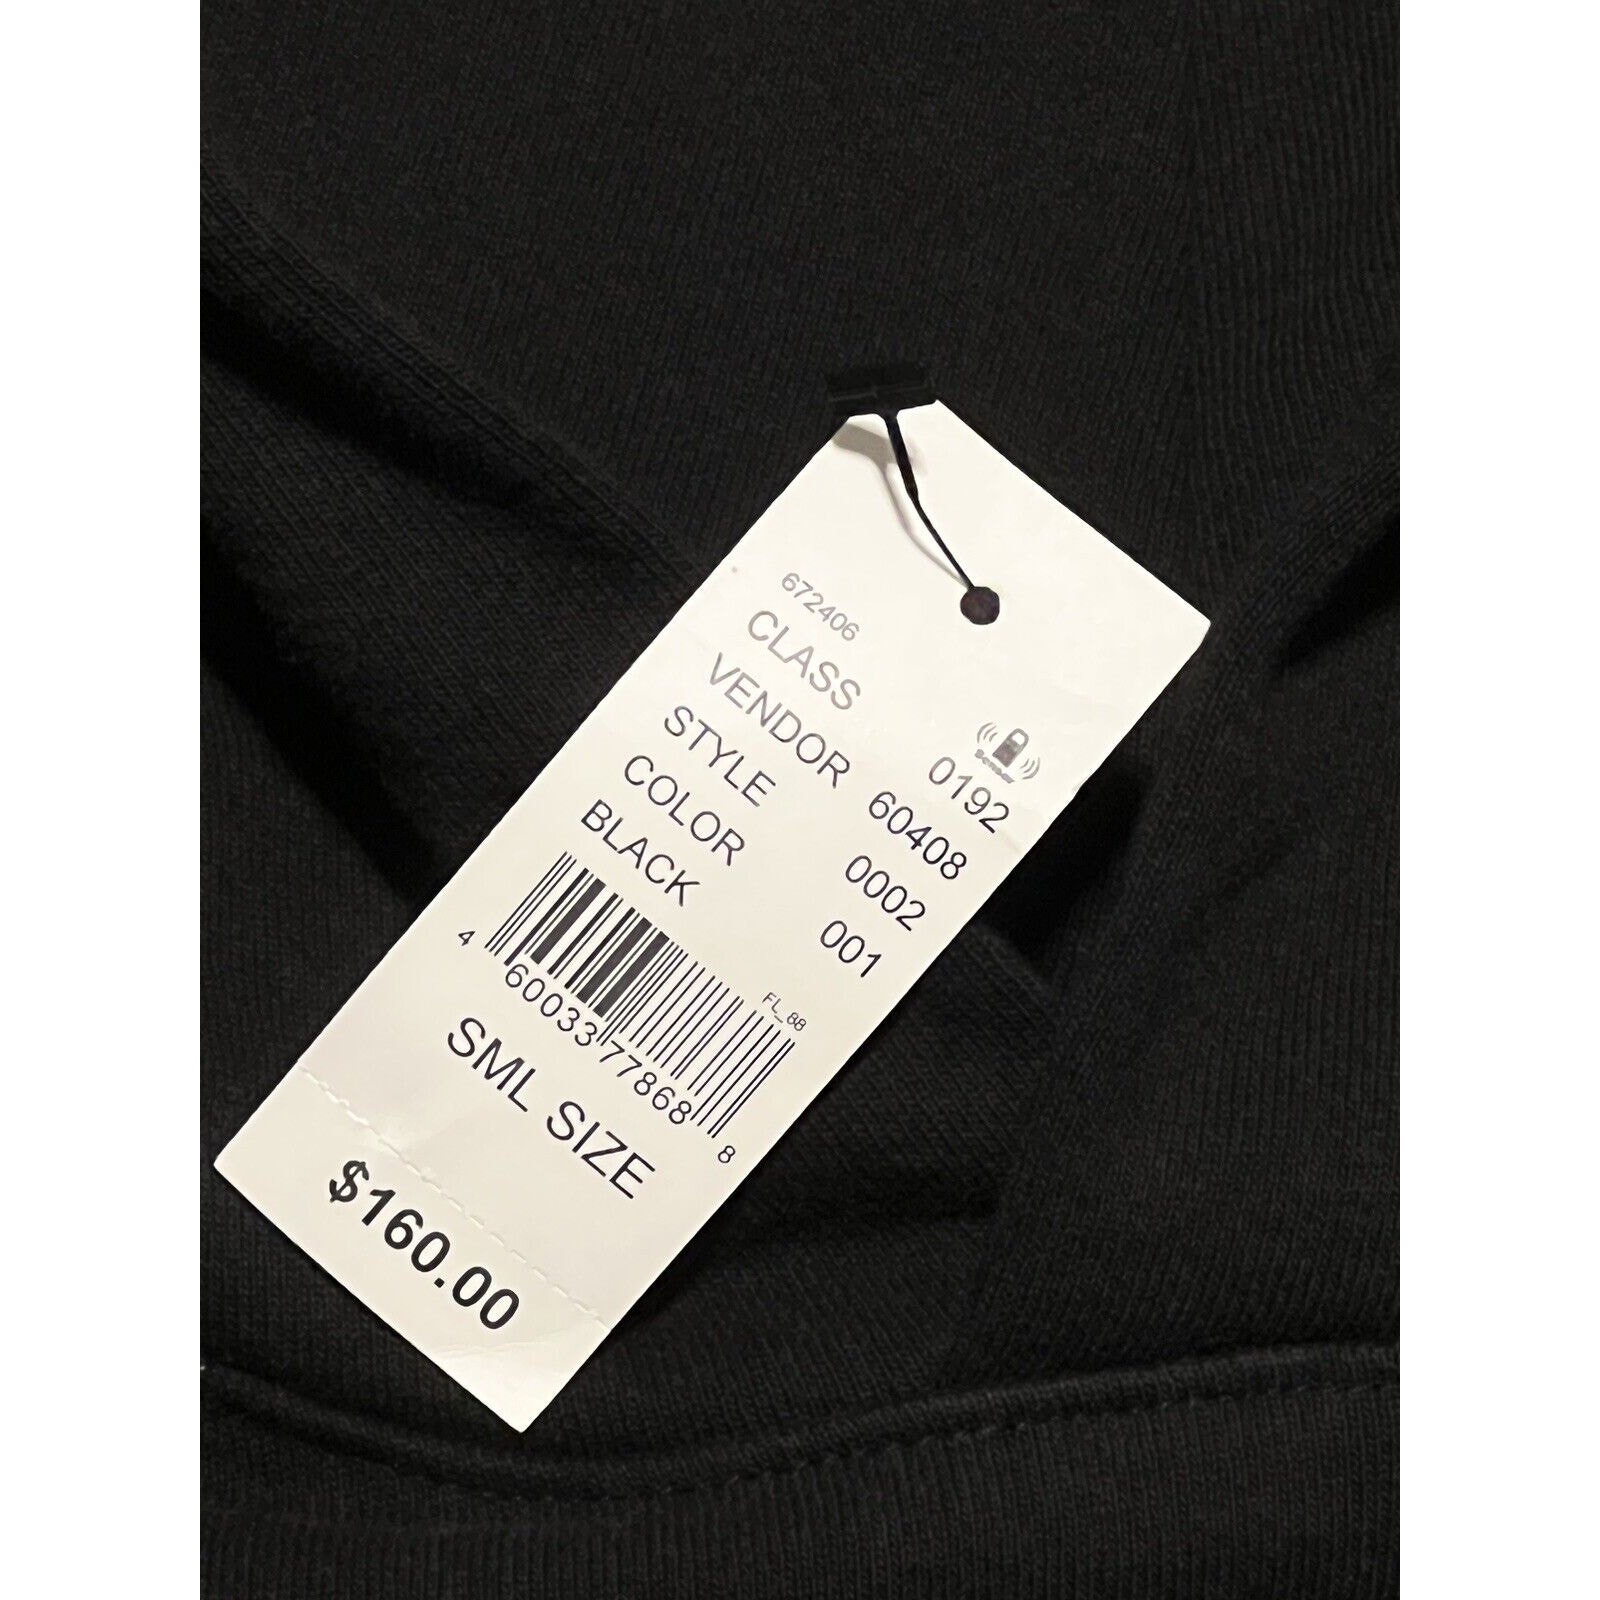 672406
CLASS 0192
VENDOR 60408
STYLE 0002
COLOR 001
BLACK
FL_88
4 60033 77868 8
SML SIZE
$160.00